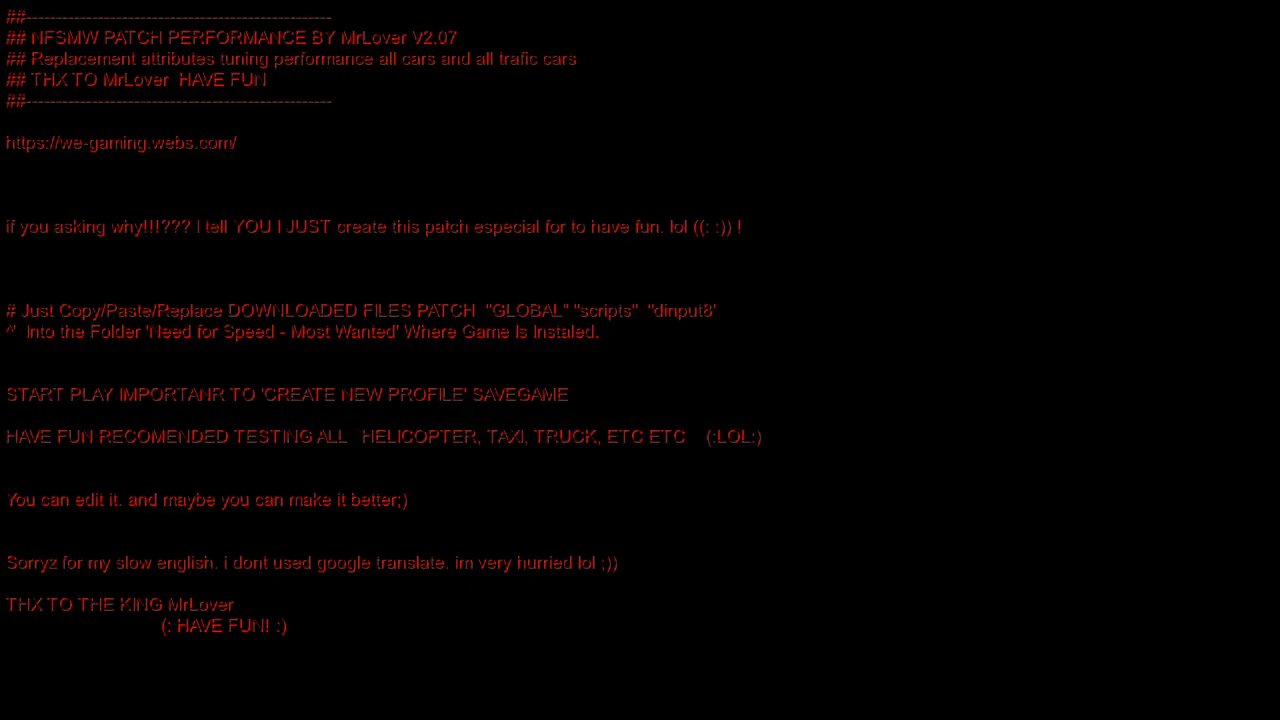 ##---------------------------------------------------
## NFSMW PATCH PERFORMANCE BY MrLover V2.07
## Replacement attributes tuning performance all cars and all trafic cars
## THX TO MrLover  HAVE FUN
##---------------------------------------------------
https://we-gaming.webs.com/
if you asking why!!!??? I tell YOU I JUST create this patch especial for to have fun. lol ((: :)) !
# Just Copy/Paste/Replace DOWNLOADED FILES PATCH  "GLOBAL" "scripts"  "dinput8'
^'  Into the Folder 'Need for Speed - Most Wanted' Where Game Is Instaled.
START PLAY IMPORTANR TO 'CREATE NEW PROFILE' SAVEGAME
HAVE FUN RECOMENDED TESTING ALL   HELICOPTER, TAXI, TRUCK, ETC ETC    (:LOL:)
You can edit it. and maybe you can make it better;)
Sorryz for my slow english. i dont used google translate. im very hurried lol ;))
THX TO THE KING MrLover
(: HAVE FUN! :)